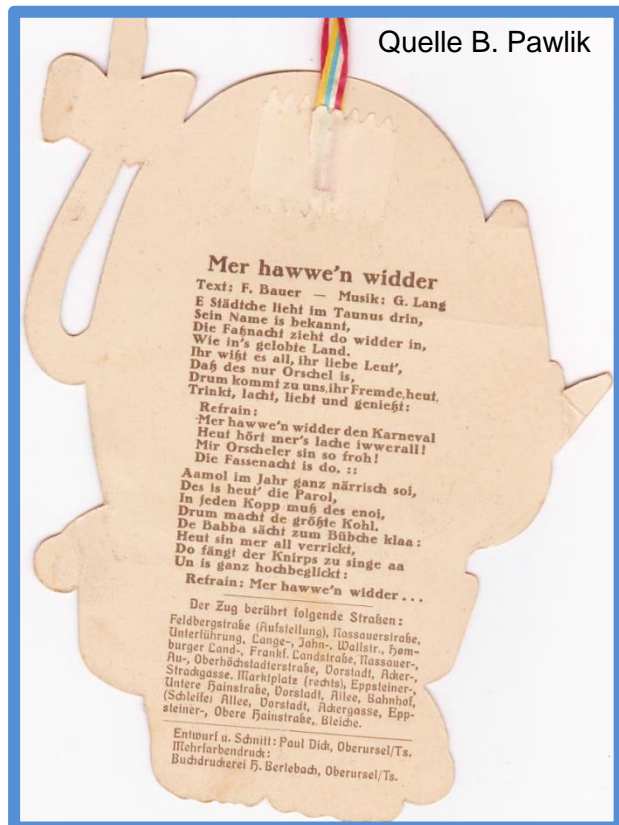 Quelle B. Pawlik
Mer hawwe'n widder
Text: F. Bauer — Musik: G. Lang
E Städtche lieht im Taunus drin,
Sein Name is bekannt,
Die Faßnacht zieht do widder in,
Wie in's gelobte Land.
Ihr wißt es all, ihr liebe Leut',
Daß des nur Orschel is,
Drum kommt zu uns, ihr Fremde, heut,
Trinkt, lacht, liebt und genießt:
Refrain:
Mer hawwe'n widder den Karneval
Heut hört mer's lache iwwerall!
Mir Orscheler sin so froh!
Die Fassenacht is do. ::
Aamol im Jahr ganz närrisch soi,
Des is heut' die Parol,
In jeden Kopp muß des enoi,
Drum macht de größte Kohl.
De Babba sächt zum Bübche klaa:
Heut sin mer all verrickt,
Do fängt der Knirps zu singe aa
Un is ganz hochbeglickt:
Refrain: Mer hawwe'n widder . . .
Der Zug berührt folgende Straßen:
Feldbergstraße (Aufstellung), Nassauerstraße,
Unterführung, Lange-, Jahn-, Wallstr., Hom-
burger Land-, Frankf. Landstraße, Nassauer-,
Au-, Oberhöchstadterstraße, Vorstadt, Acker-,
Strackgasse. Marktplatz (rechts), Eppsteiner-,
Untere Hainstraße, Vorstadt, Allee, Bahnhof,
(Schleife) Allee, Vorstadt, Ackergasse, Epp-
steiner-, Obere Hainstraße, Bleiche.
Entwurf u. Schnitt: Paul Dick, Oberursel/Ts.
Mehrfarbendruck:
Buchdruckerei H. Berlebach, Oberursel/Ts.